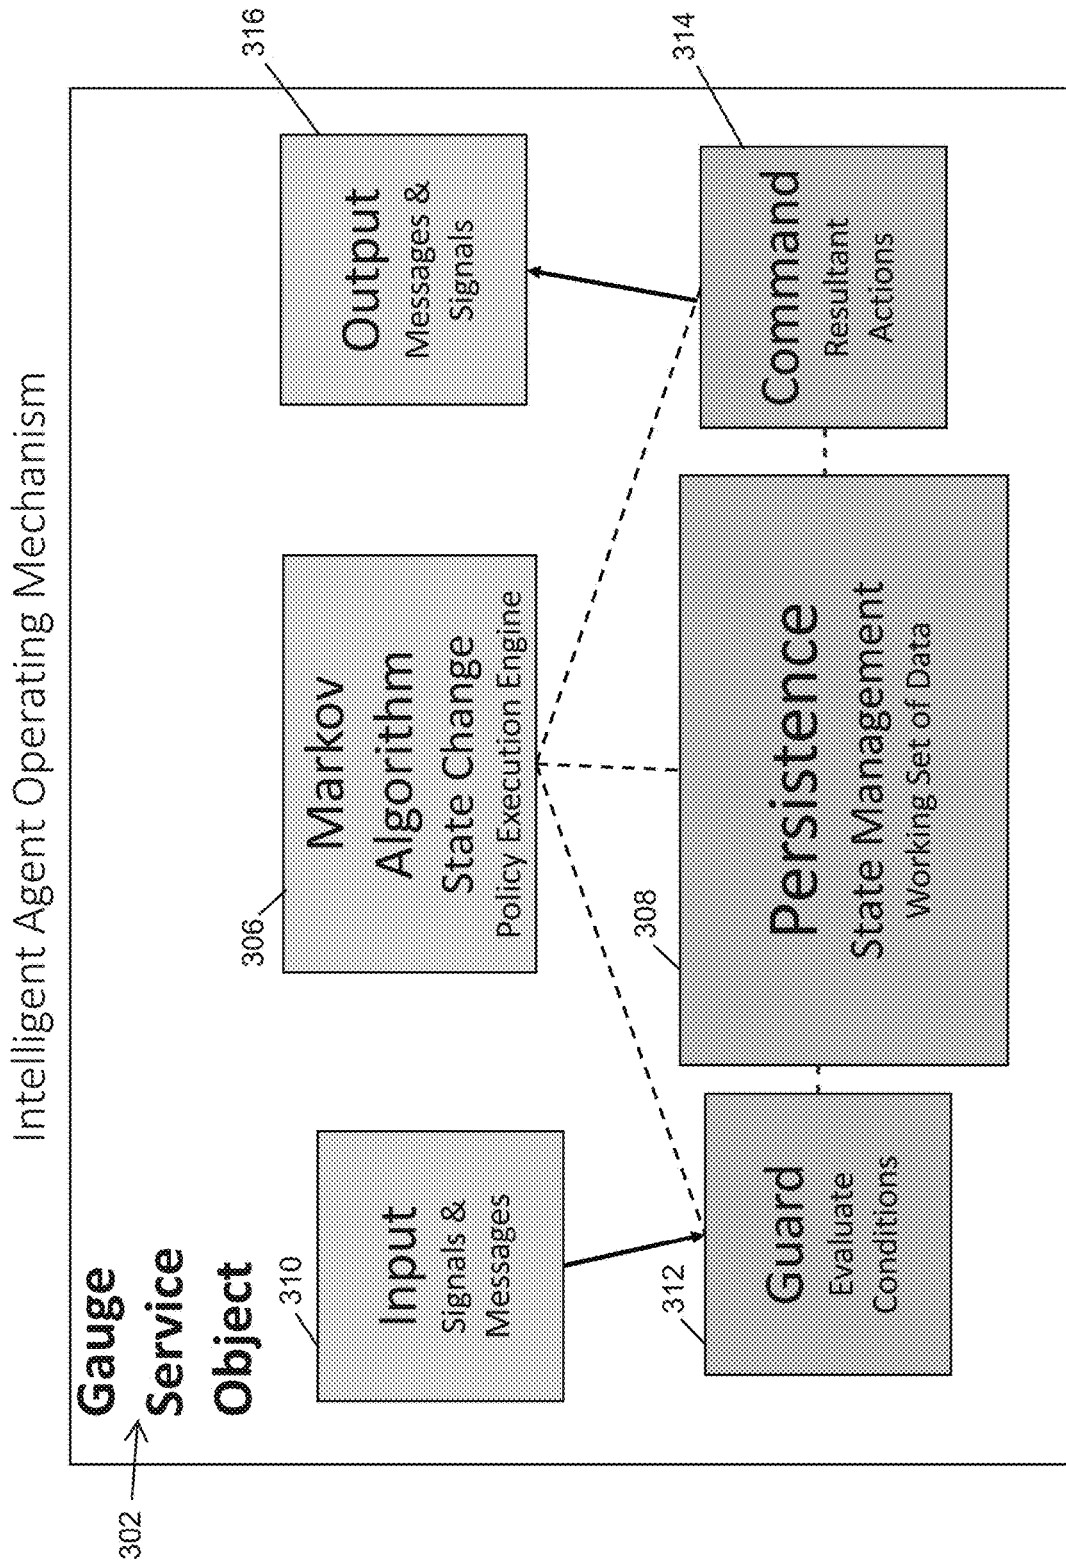 Intelligent Agent Operating Mechanism
302
Gauge
Service
Object
310
Input
Signals &
Messages
306
Markov
Algorithm
State Change
Policy Execution Engine
316
Output
Messages &
Signals
312
Guard
Evaluate
Conditions
308
Persistence
State Management
Working Set of Data
314
Command
Resultant
Actions